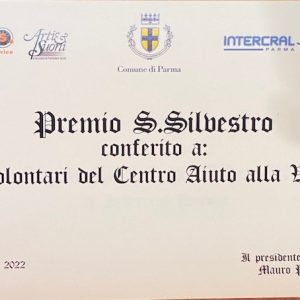 Artis &
Suoni
Comune di Parma
INTERCRAL
PARMA
Premio S.Silvestro
conferito a:
olontari del Centro Aiuto alla V
2022
Il presidente
Mauro P